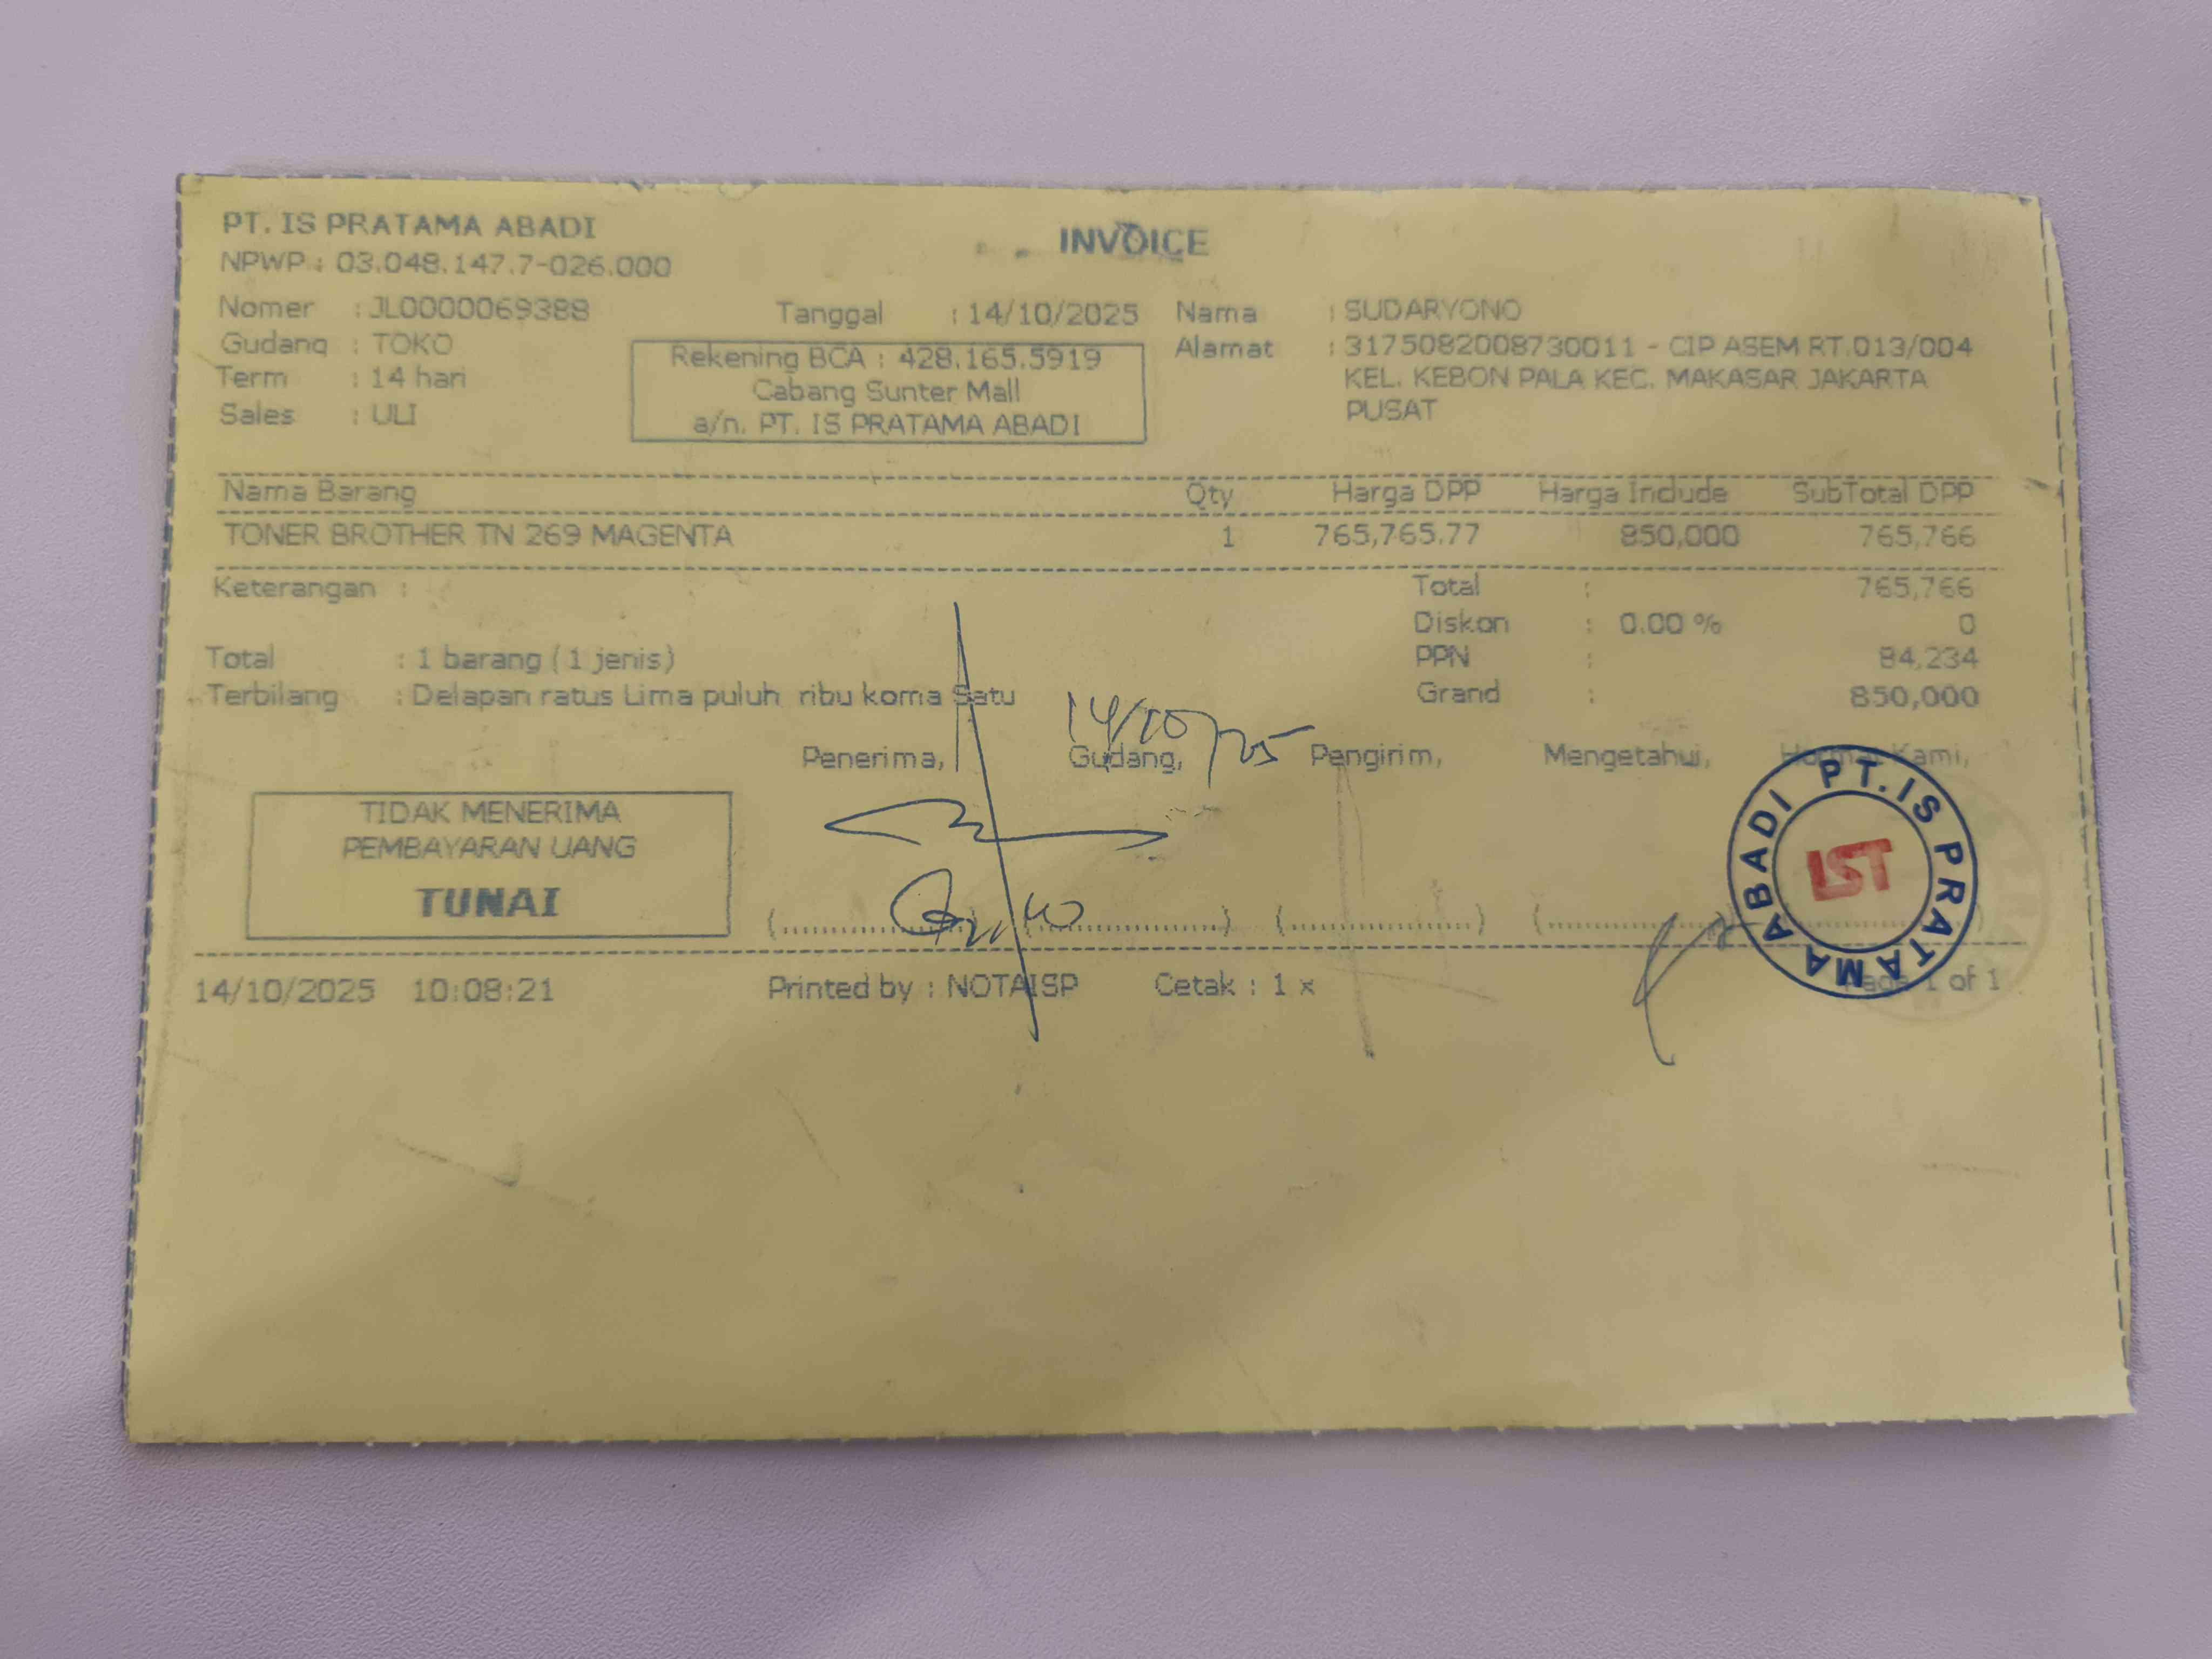 PT. IS PRATAMA ABADI
INVOICE
NPWP : 03.048.147.7-026.000
Nomer : JL0000069388
Tanggal : 14/10/2025
Nama : SUDARYONO
Gudang : TOKO
Rekening BCA : 428.165.5919
Alamat : 3175082008730011 - CIP ASEM RT.013/004
Term : 14 hari
Cabang Sunter Mall
KEL. KEBON PALA KEC. MAKASAR JAKARTA
Sales : ULI
a/n. PT. IS PRATAMA ABADI
PUSAT
Nama Barang Qty Harga DPP Harga Include SubTotal DPP
TONER BROTHER TN 269 MAGENTA 1 765,765.77 850,000 765,766
Keterangan :
Total : 765,766
Diskon : 0.00 % 0
Total : 1 barang ( 1 jenis)
PPN : 84,234
Terbilang : Delapan ratus Lima puluh ribu koma Satu
Grand : 850,000
14/10/25
Penerima, Gudang, Pengirim, Mengetahui, Hormat Kami,
TIDAK MENERIMA
PEMBAYARAN UANG
TUNAI
PT. IS PRATAMA ABADI
IST
14/10/2025 10:08:21 Printed by : NOTAISP Cetak : 1 x Page 1 of 1